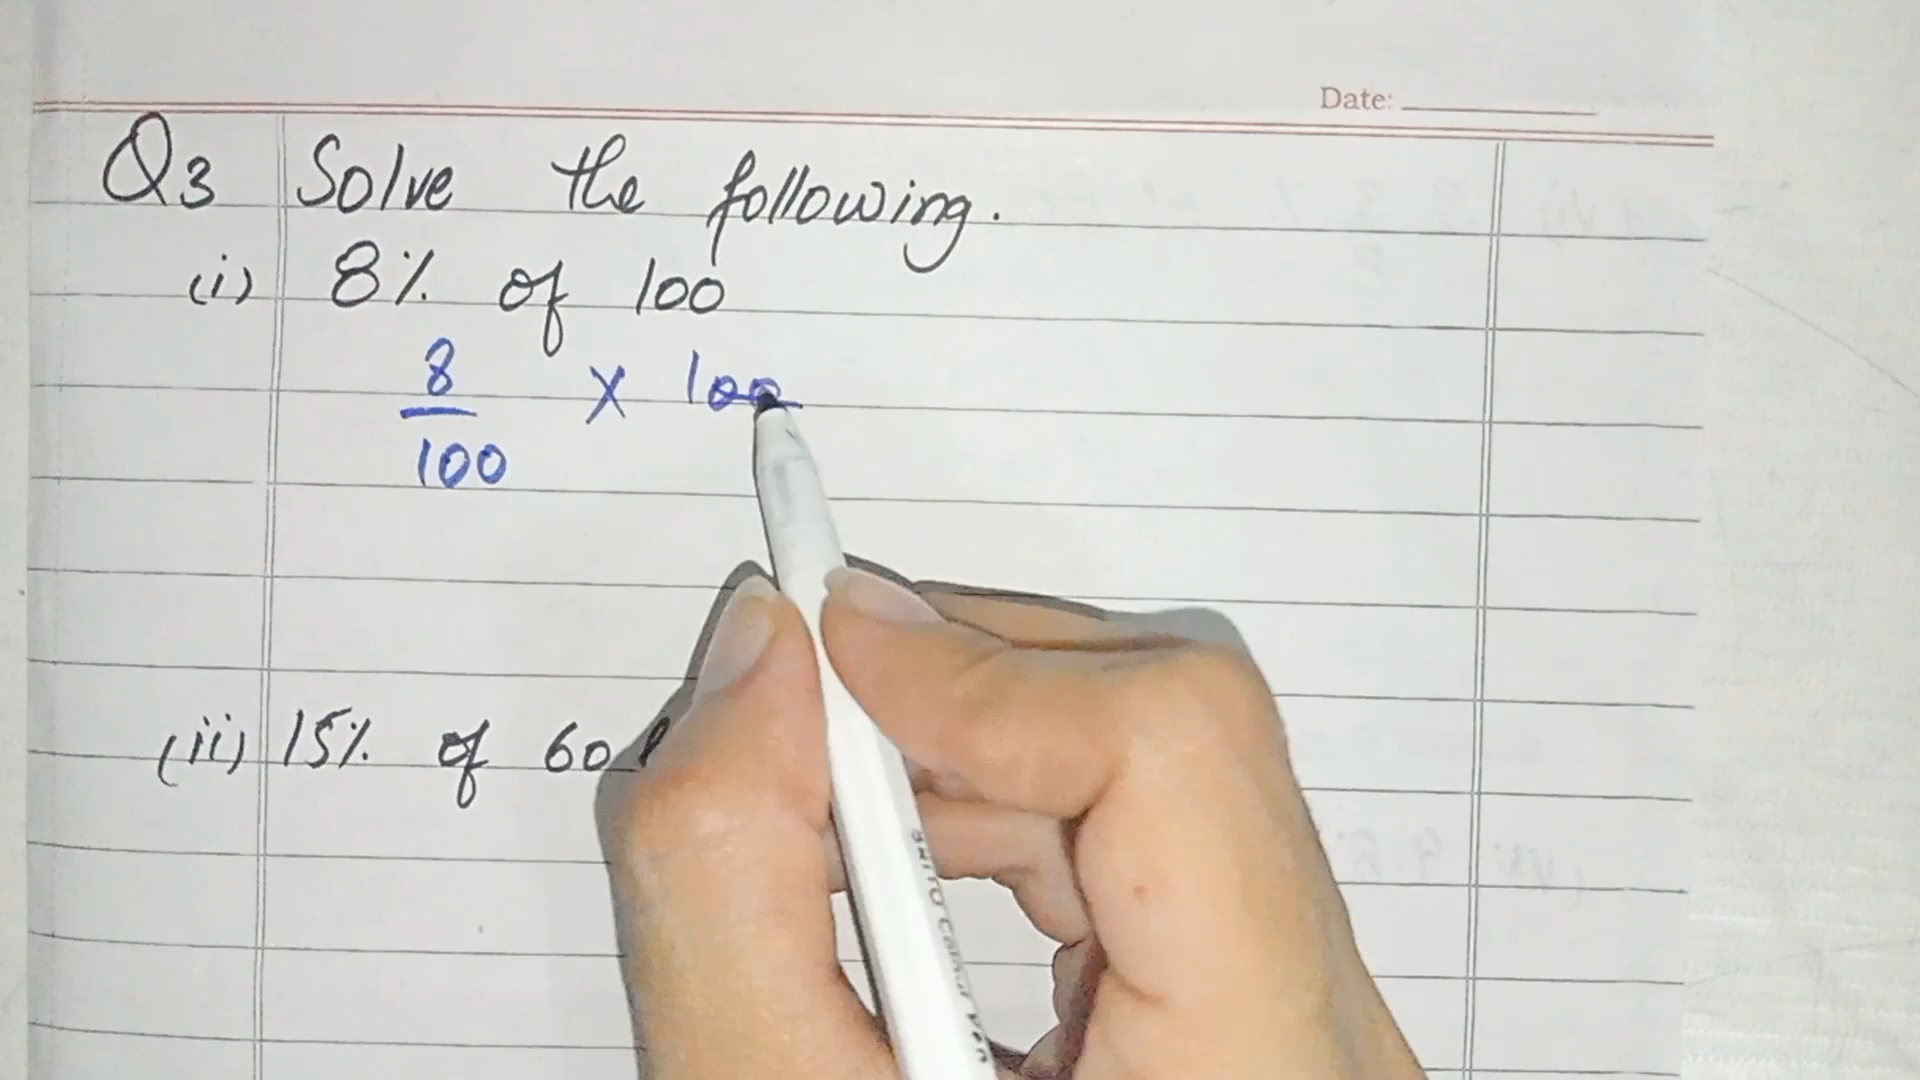 Date:
Q3 Solve the following.
(i) 8% of 100
8
100
× 100
(ii) 15% of 60